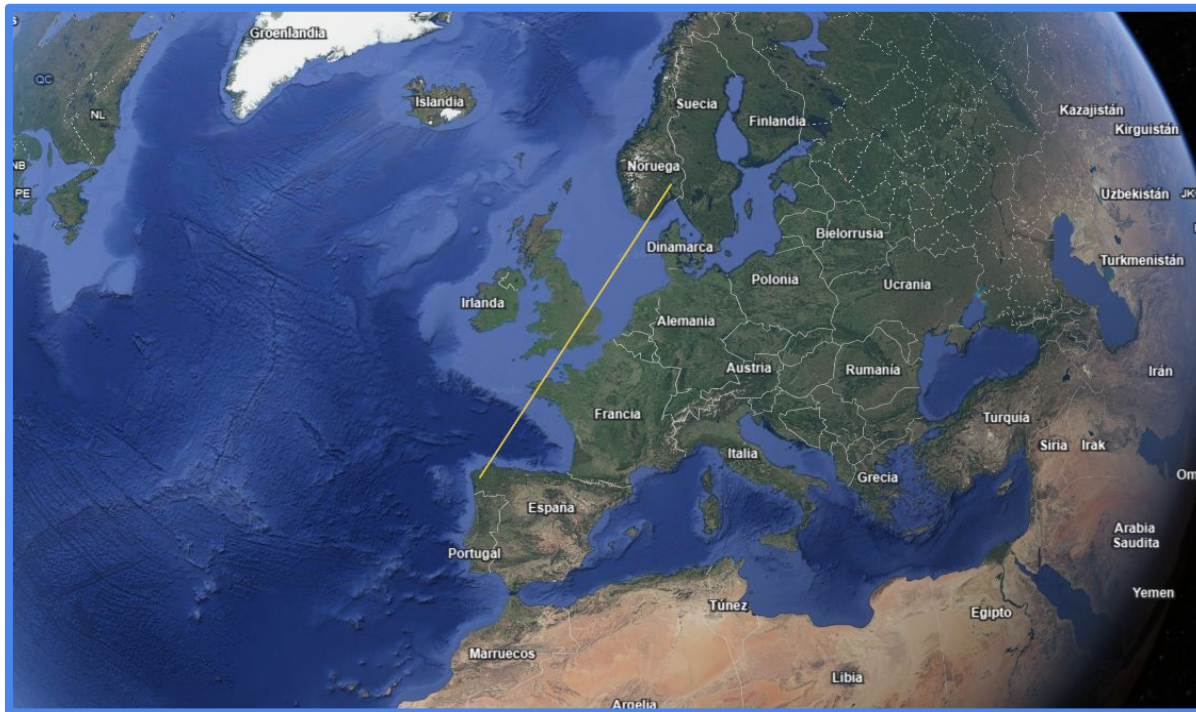 Groenlandia
QC
NL
NB
PE
Islandia
Suecia
Finlandia
Noruega
Kazajistán
Kirguistán
Uzbekistán
JK
Dinamarca
Bielorrusia
Turkmenistán
Irlanda
Polonia
Ucrania
Alemania
Austria
Rumanía
Irán
Francia
Turquía
Italia
Siria
Irak
Grecia
España
Arabia
Saudita
Portugal
Túnez
Egipto
Yemen
Marruecos
Libia
Argelia